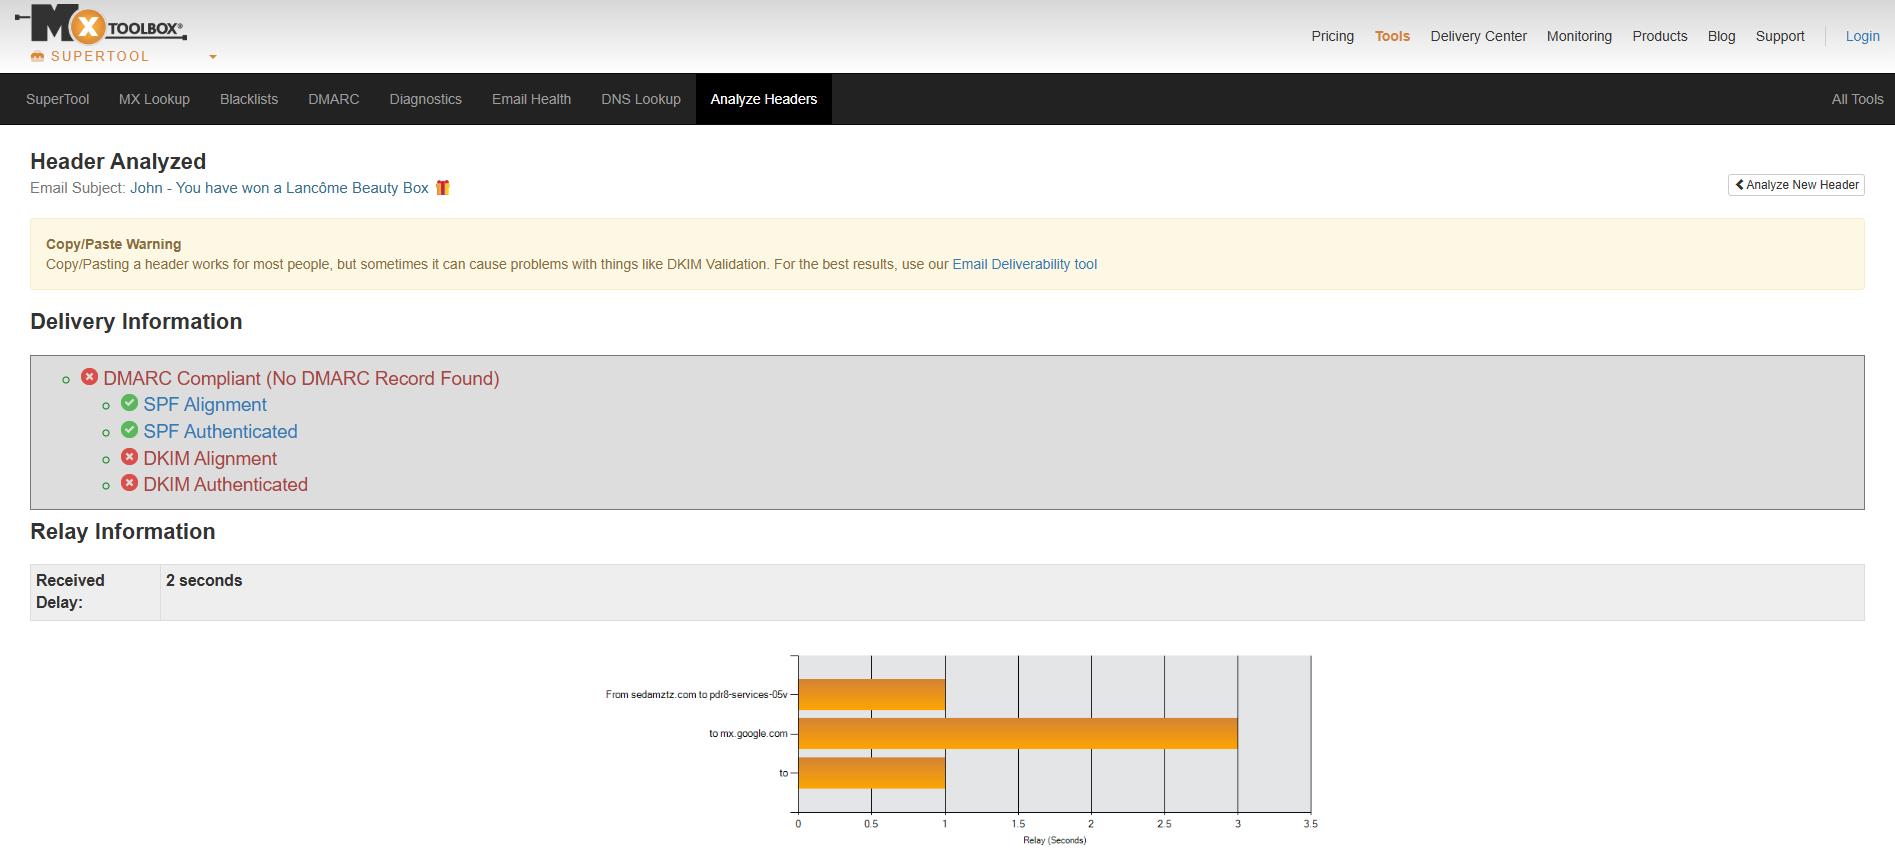 MX TOOLBOX®
SUPERTOOL
Pricing Tools Delivery Center Monitoring Products Blog Support Login
SuperTool MX Lookup Blacklists DMARC Diagnostics Email Health DNS Lookup Analyze Headers All Tools
Header Analyzed
Email Subject: John - You have won a Lancôme Beauty Box 🎁
Analyze New Header
Copy/Paste Warning
Copy/Pasting a header works for most people, but sometimes it can cause problems with things like DKIM Validation. For the best results, use our Email Deliverability tool
Delivery Information
DMARC Compliant (No DMARC Record Found)
SPF Alignment
SPF Authenticated
DKIM Alignment
DKIM Authenticated
Relay Information
Received Delay: 2 seconds
From sedamztz.com to pdr8-services-05v
to mx.google.com
to
0 0.5 1 1.5 2 2.5 3 3.5
Relay (Seconds)